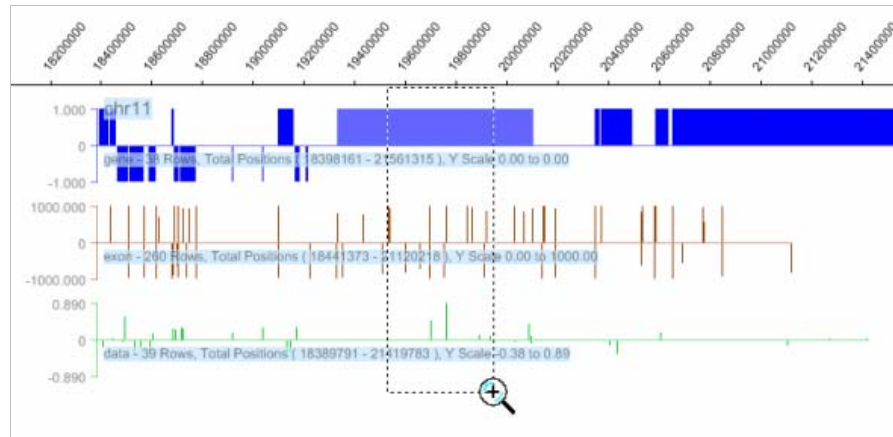 18200000 18400000 18600000 19000000 19200000 19400000 19600000 19800000 20000000 20200000 20400000 20600000 20800000 21000000 21200000 21400000
chr11
1.000
0
gene - 38 Rows, Total Positions ( 18398161 - 21561315 ), Y Scale 0.00 to 0.00
-1.000
1000.000
0
exon - 260 Rows, Total Positions ( 18441373 - 21120218 ), Y Scale 0.00 to 1000.00
-1000.000
0.890
0
data - 39 Rows, Total Positions ( 18389791 - 21419783 ), Y Scale -0.38 to 0.89
-0.890